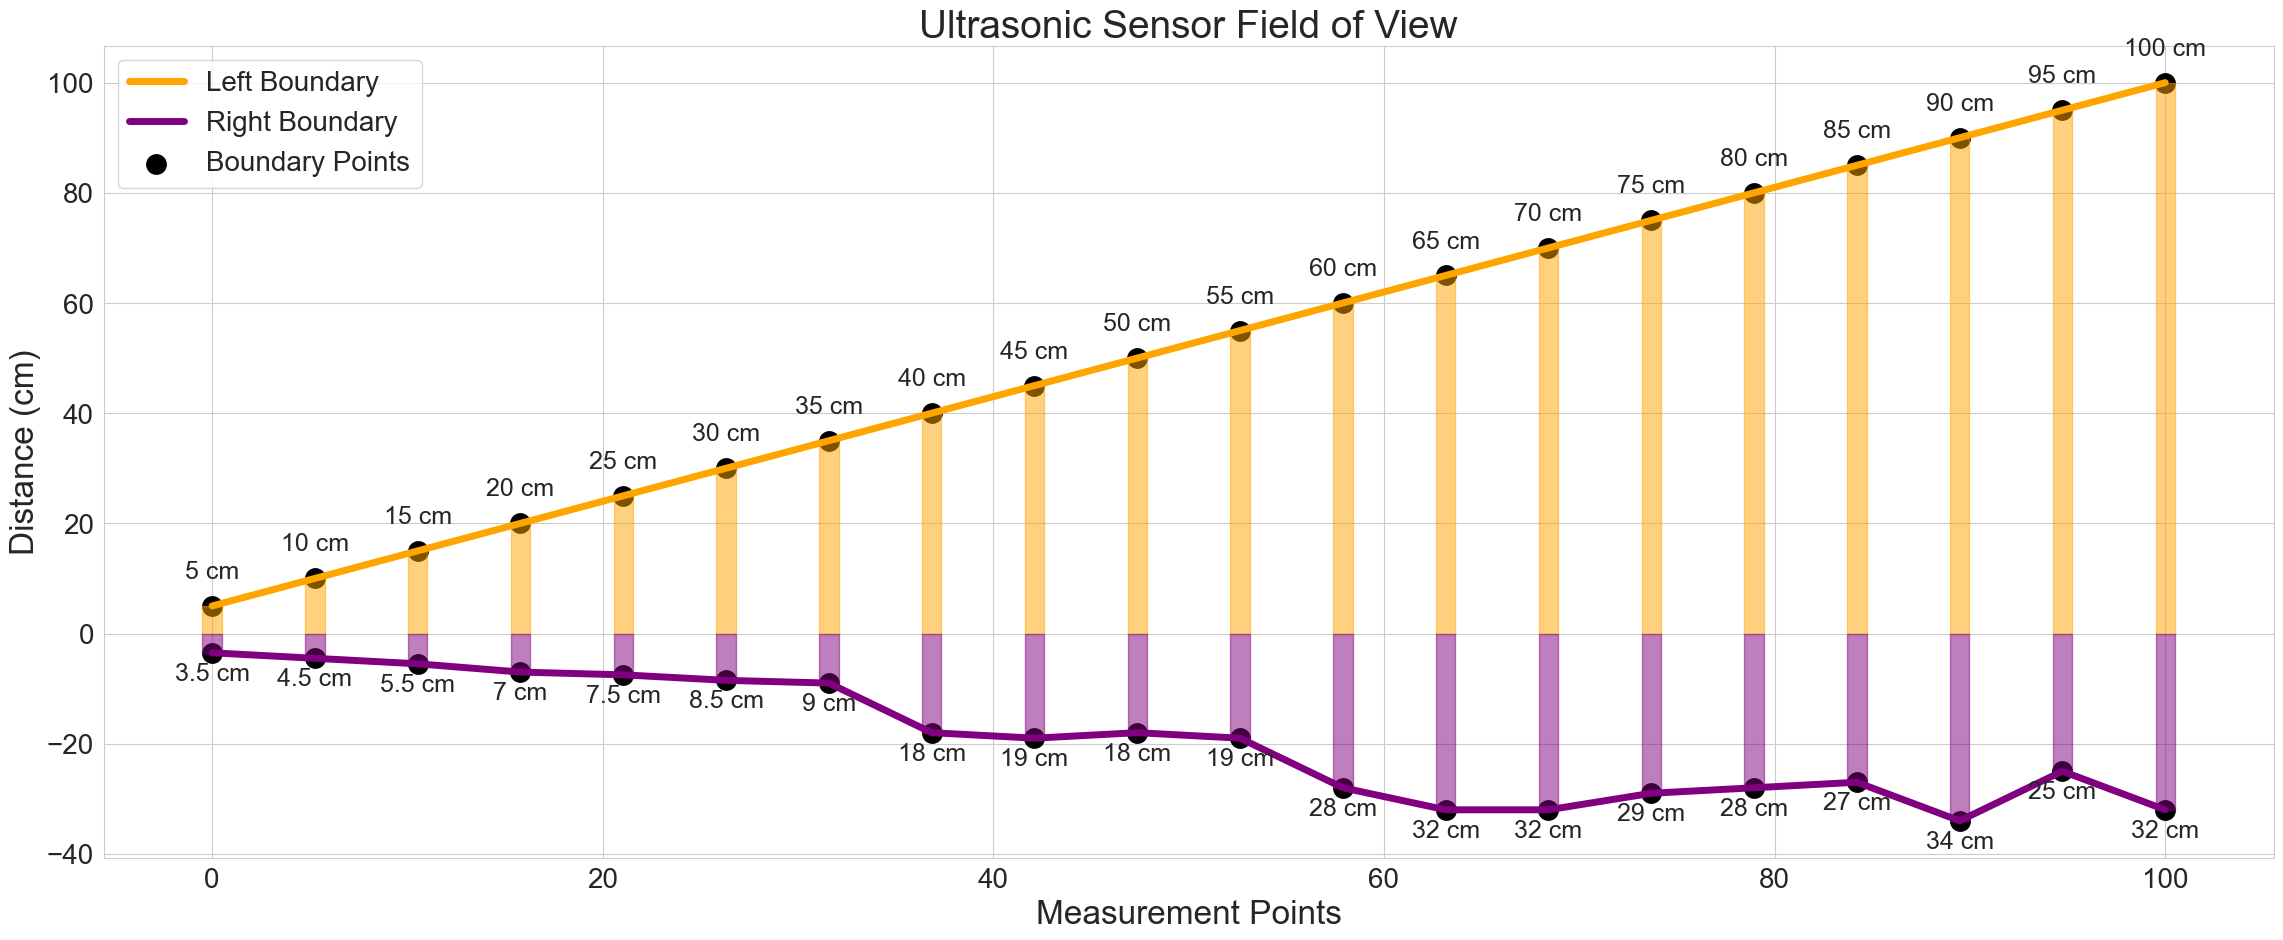 Ultrasonic Sensor Field of View
Left Boundary
Right Boundary
Boundary Points
Distance (cm)
100
80
60
40
20
0
−20
−40
5 cm
10 cm
15 cm
20 cm
25 cm
30 cm
35 cm
40 cm
45 cm
50 cm
55 cm
60 cm
65 cm
70 cm
75 cm
80 cm
85 cm
90 cm
95 cm
100 cm
3.5 cm
4.5 cm
5.5 cm
7 cm
7.5 cm
8.5 cm
9 cm
18 cm
19 cm
18 cm
19 cm
28 cm
32 cm
32 cm
29 cm
28 cm
27 cm
34 cm
25 cm
32 cm
0
20
40
60
80
100
Measurement Points